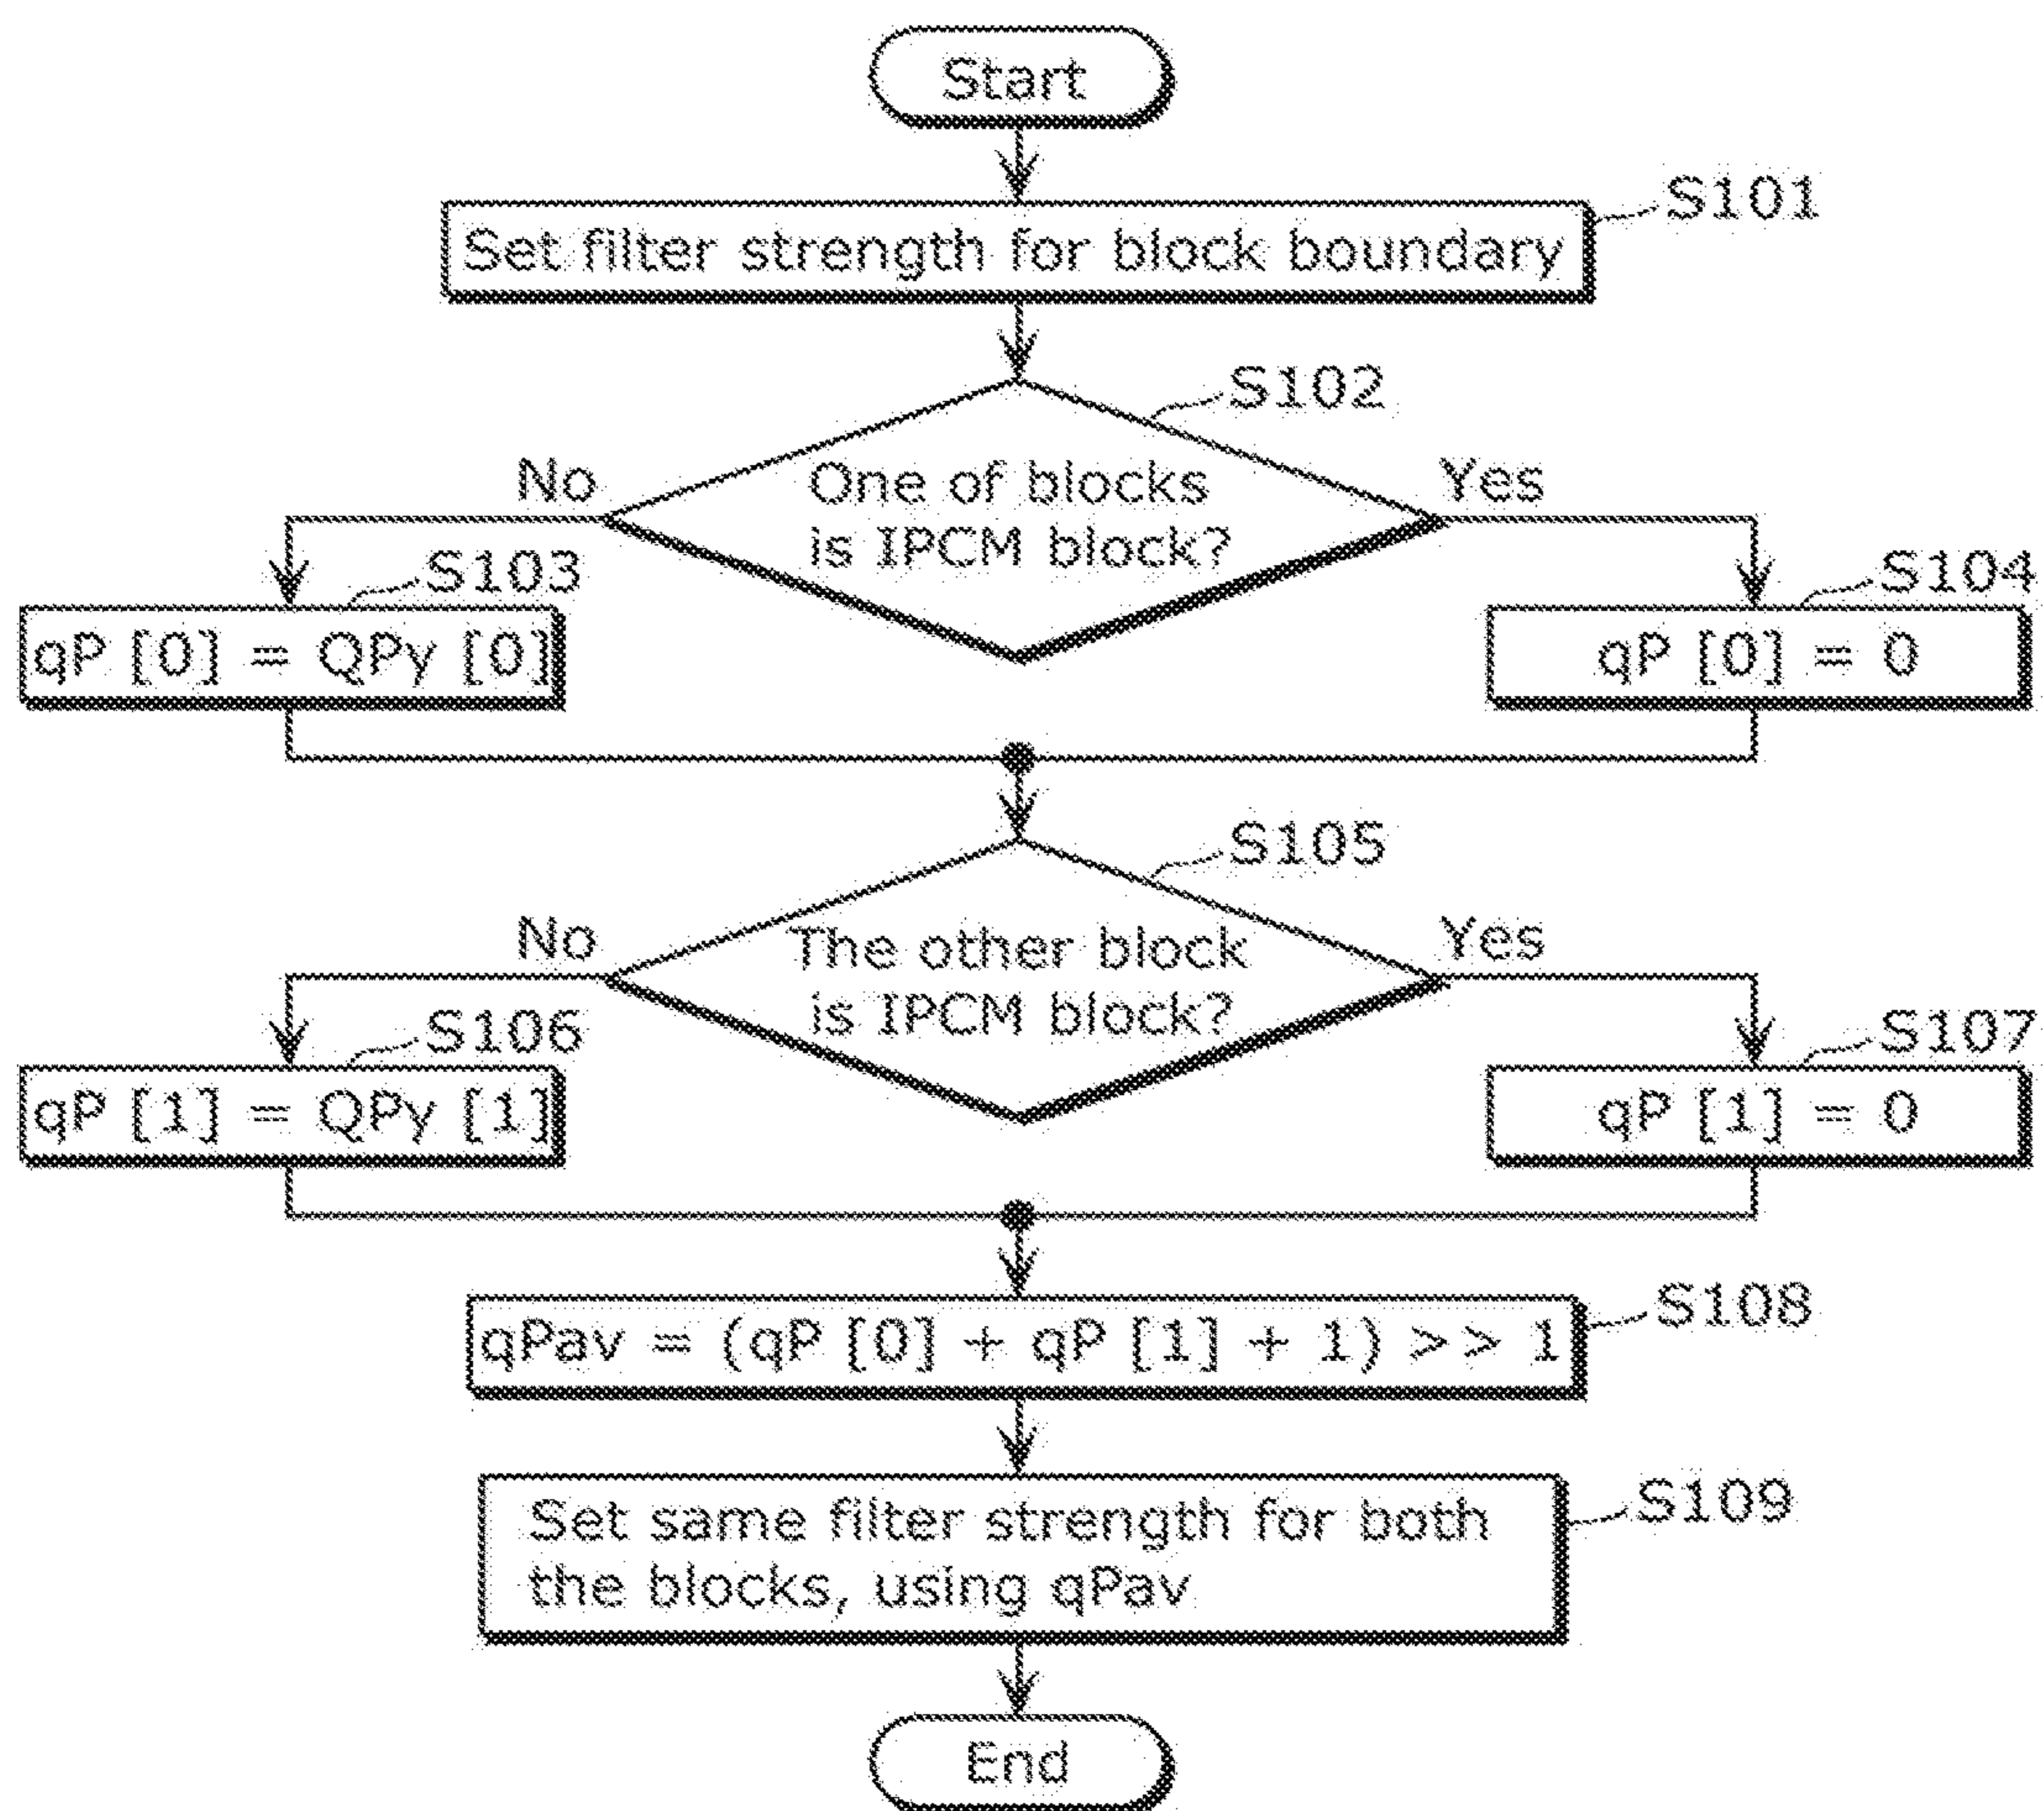 Start
S101
Set filter strength for block boundary
S102
No
One of blocks
is IPCM block?
Yes
S103
qP [0] = QPy [0]
S104
qP [0] = 0
S105
No
The other block
is IPCM block?
Yes
S106
qP [1] = QPy [1]
S107
qP [1] = 0
S108
qPav = (qP [0] + qP [1] + 1) > > 1
S109
Set same filter strength for both
the blocks, using qPav
End